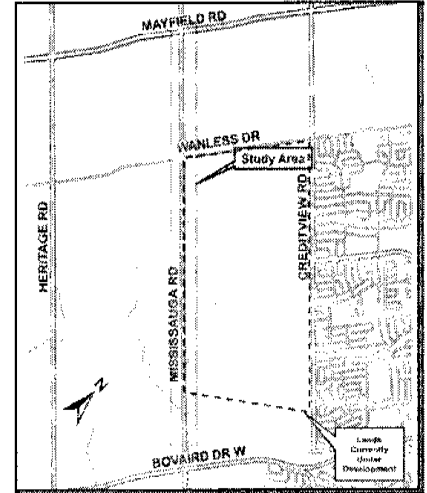 MAYFIELD RD
WANLESS DR
Study Area
HERITAGE RD
MISSISSAUGA RD
CREDITVIEW RD
N
BOVAIRD DR W
Lands
Currently
Under
Development